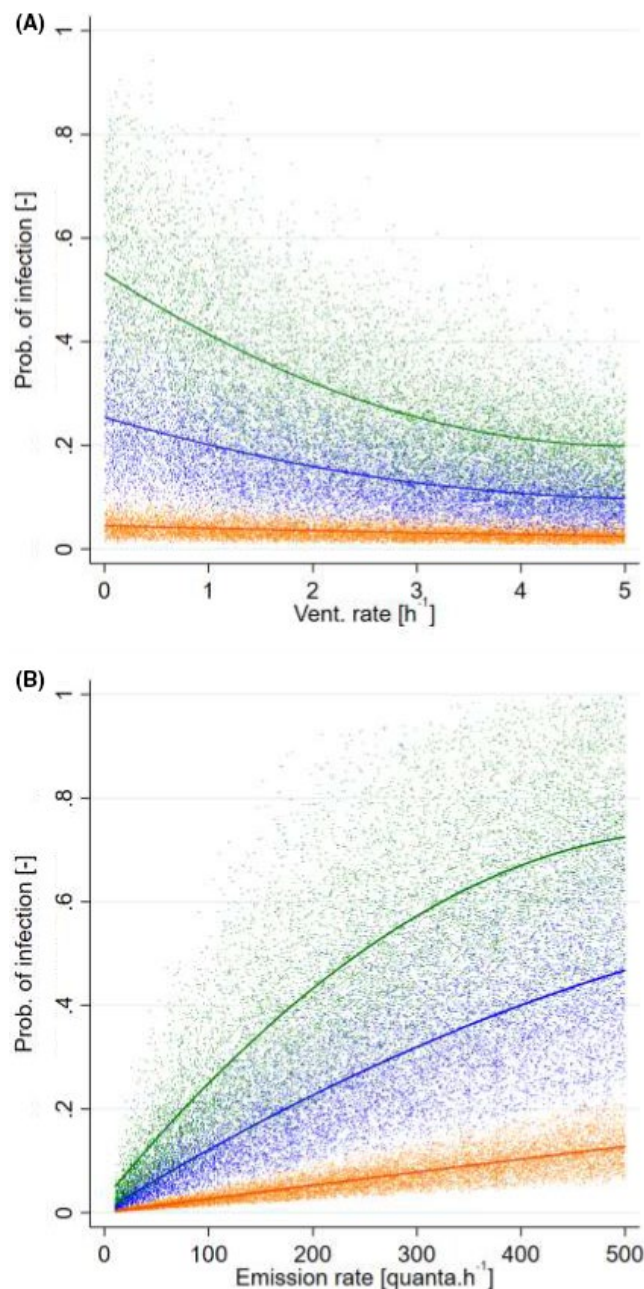 (A)
1
.8
.6
.4
.2
0
Prob. of infection [-]
0 1 2 3 4 5
Vent. rate [h-1]
(B)
1
.8
.6
.4
.2
0
Prob. of infection [-]
0 100 200 300 400 500
Emission rate [quanta.h-1]